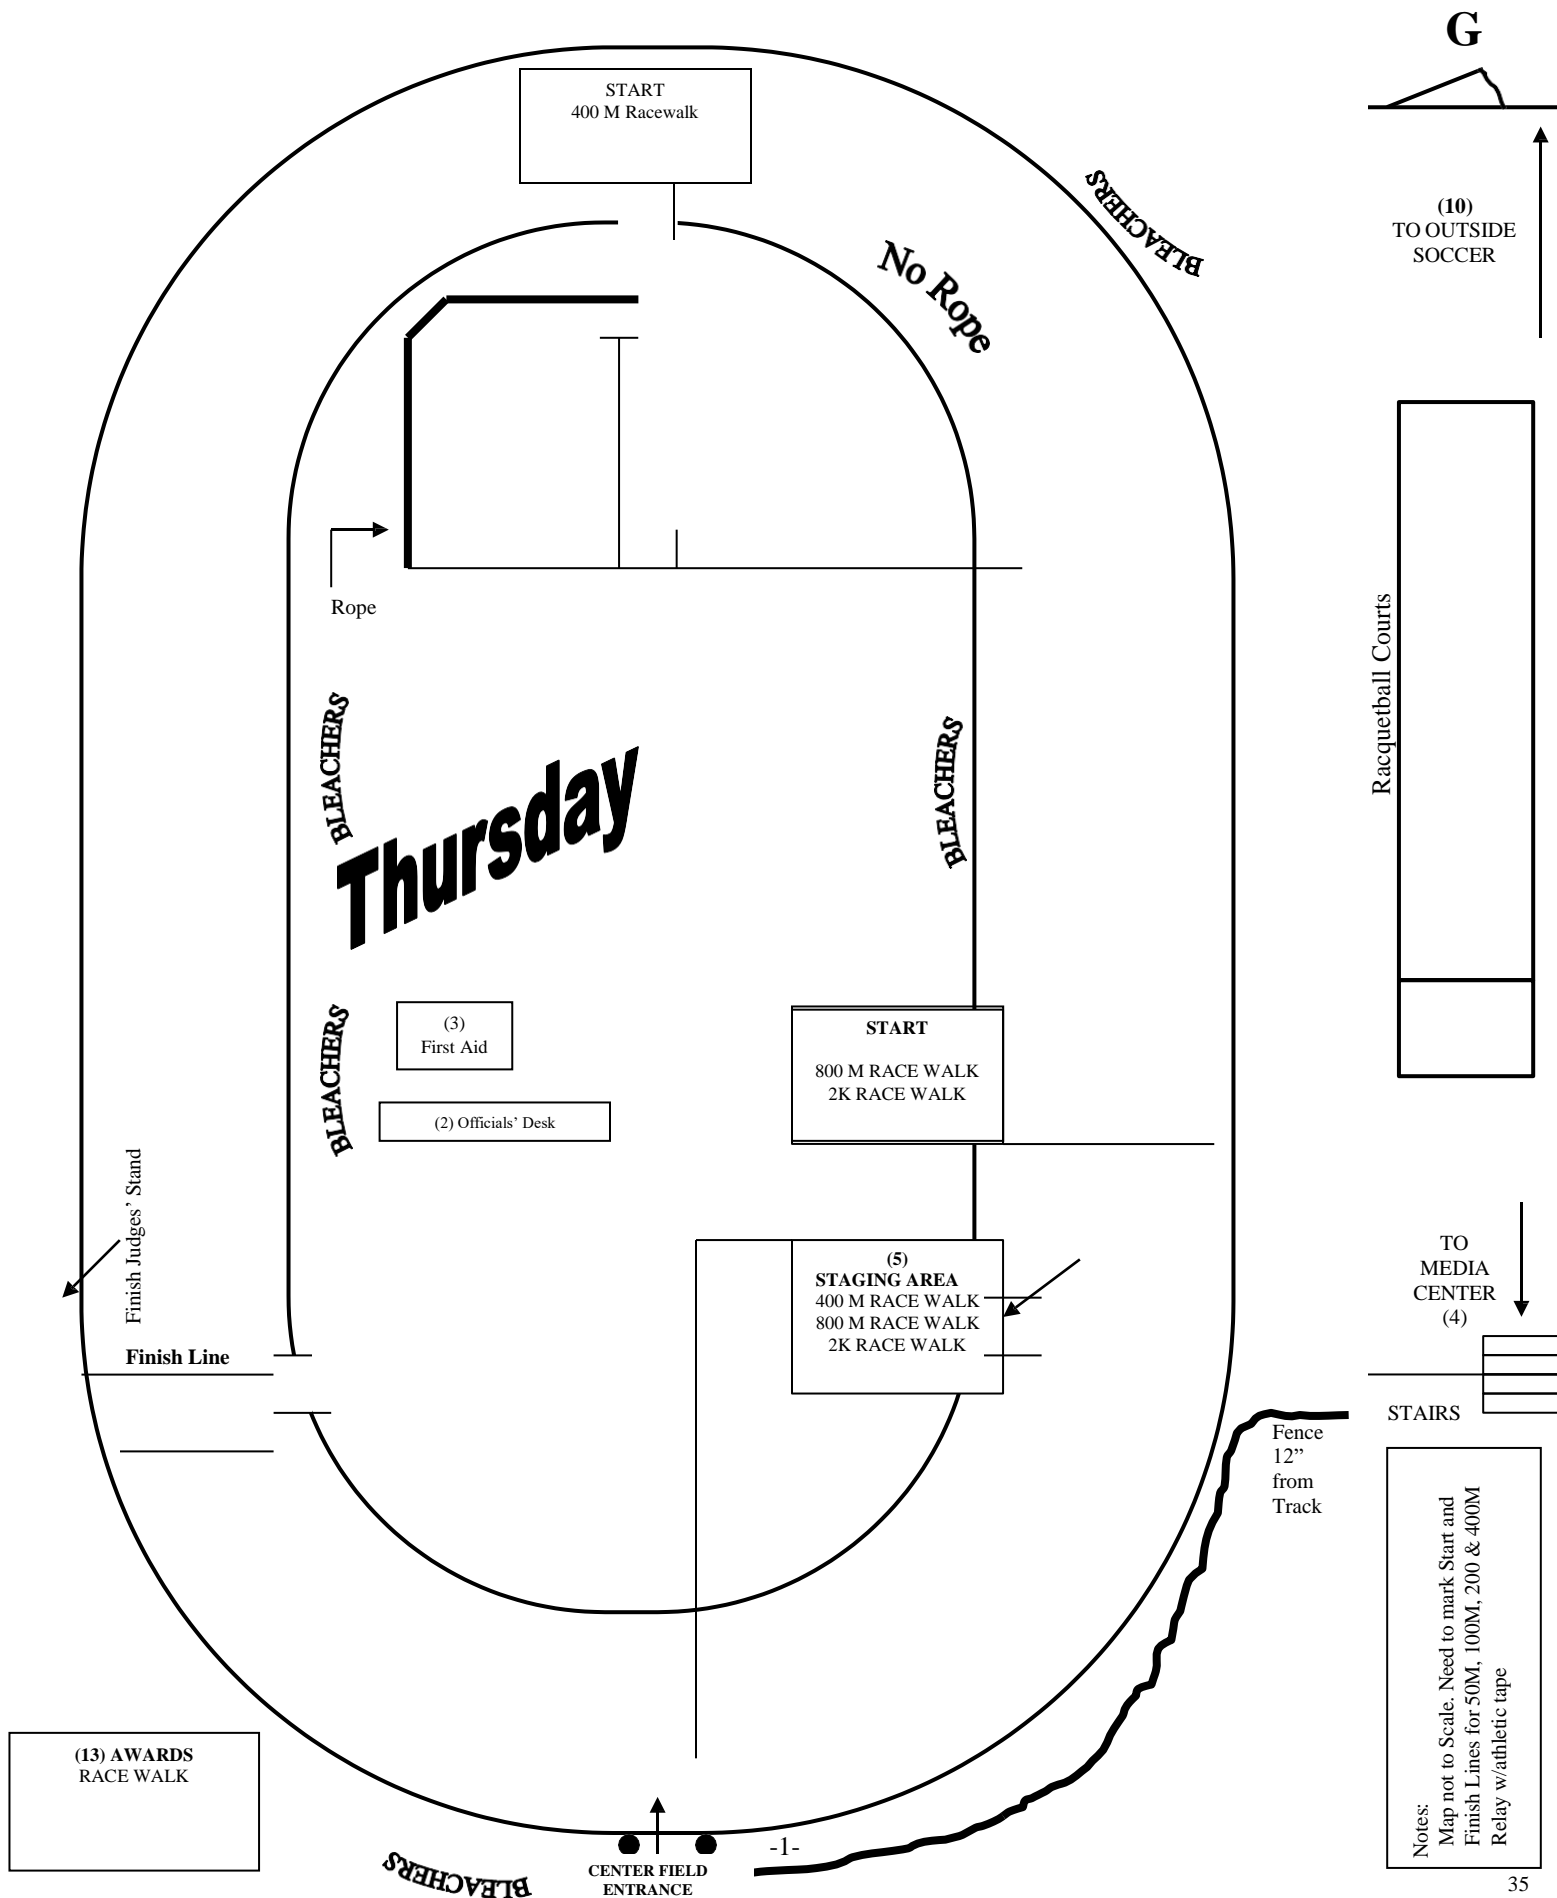 G
START
400 M Racewalk
BLEACHERS
(10)
TO OUTSIDE
SOCCER
No Rope
Rope
Racquetball Courts
BLEACHERS
BLEACHERS
Thursday
(3)
First Aid
START
800 M RACE WALK
2K RACE WALK
BLEACHERS
(2) Officials’ Desk
Finish Judges’ Stand
(5)
STAGING AREA
400 M RACE WALK
800 M RACE WALK
2K RACE WALK
TO
MEDIA
CENTER
(4)
Finish Line
STAIRS
Fence
12”
from
Track
Notes:
Map not to Scale. Need to mark Start and
Finish Lines for 50M, 100M, 200 & 400M
Relay w/athletic tape
(13) AWARDS
RACE WALK
-1-
BLEACHERS
CENTER FIELD
ENTRANCE
35